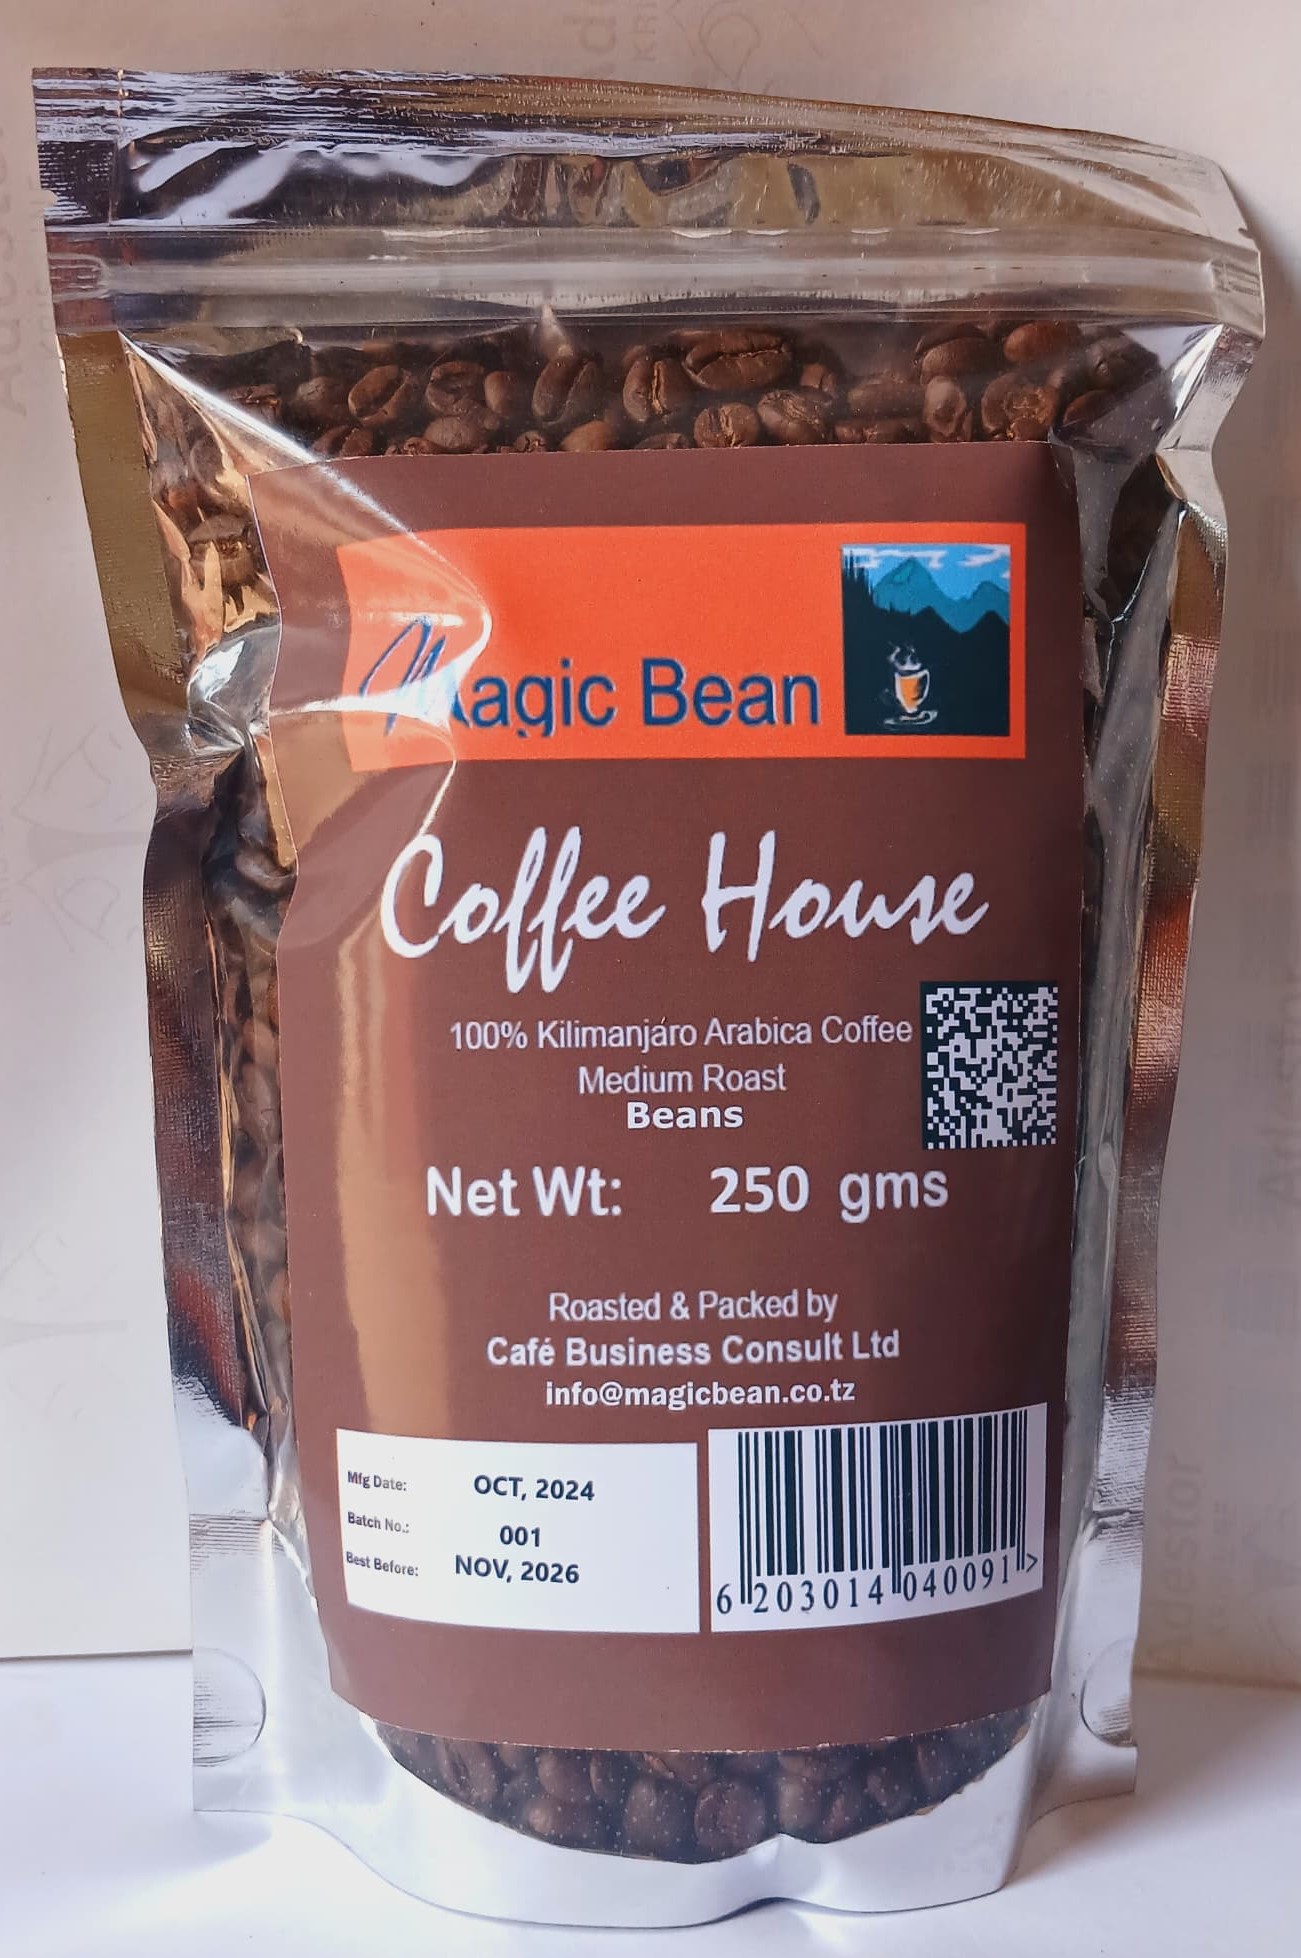 Magic Bean
Coffee House
100% Kilimanjaro Arabica Coffee
Medium Roast
Beans
Net Wt: 250 gms
Roasted & Packed by
Café Business Consult Ltd
info@magicbean.co.tz
Mfg Date: OCT, 2024
Batch No.: 001
Best Before: NOV, 2026
6 203014 040091 >